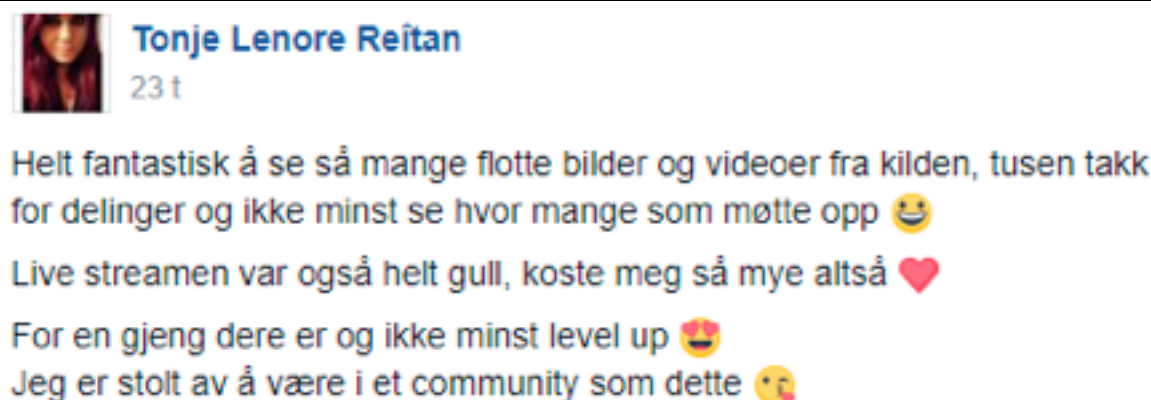 Tonje Lenore Reîtan
23 t
Helt fantastisk å se så mange flotte bilder og videoer fra kilden, tusen takk
for delinger og ikke minst se hvor mange som møtte opp 😀
Live streamen var også helt gull, koste meg så mye altså ❤
For en gjeng dere er og ikke minst level up 😍
Jeg er stolt av å være i et community som dette 😘